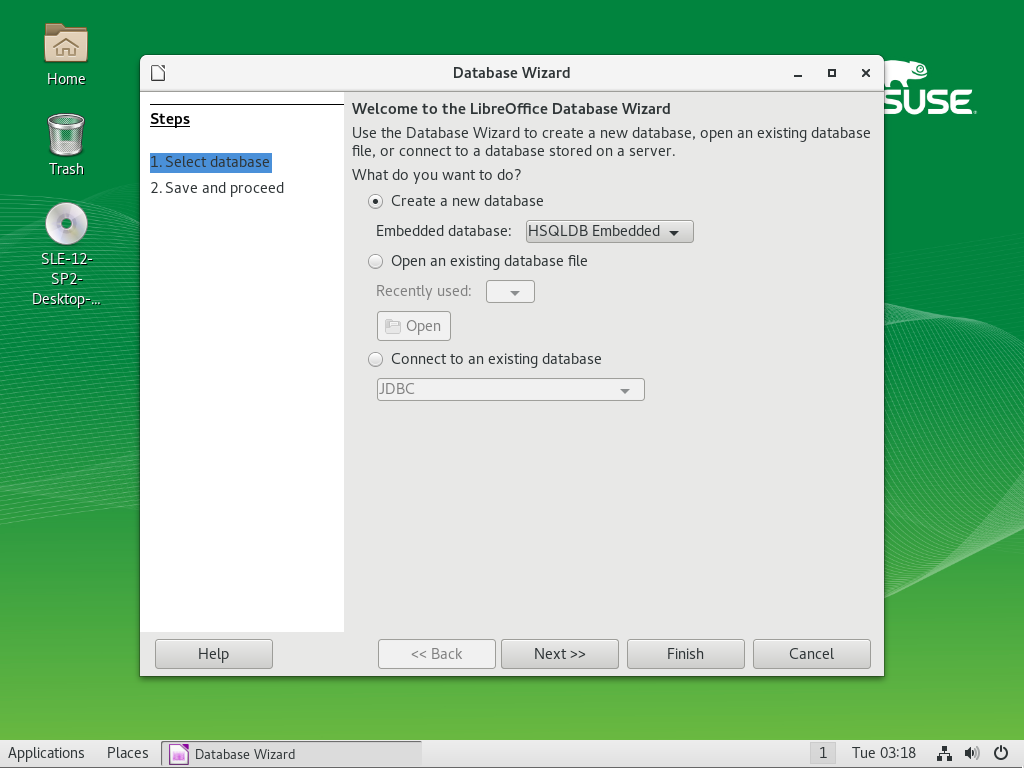 Home
Trash
SLE-12-
SP2-
Desktop-...
SUSE
Database Wizard
Steps
1. Select database
2. Save and proceed
Welcome to the LibreOffice Database Wizard
Use the Database Wizard to create a new database, open an existing database
file, or connect to a database stored on a server.
What do you want to do?
Create a new database
Embedded database: HSQLDB Embedded
Open an existing database file
Recently used:
Open
Connect to an existing database
JDBC
Help << Back Next >> Finish Cancel
Applications Places Database Wizard 1 Tue 03:18